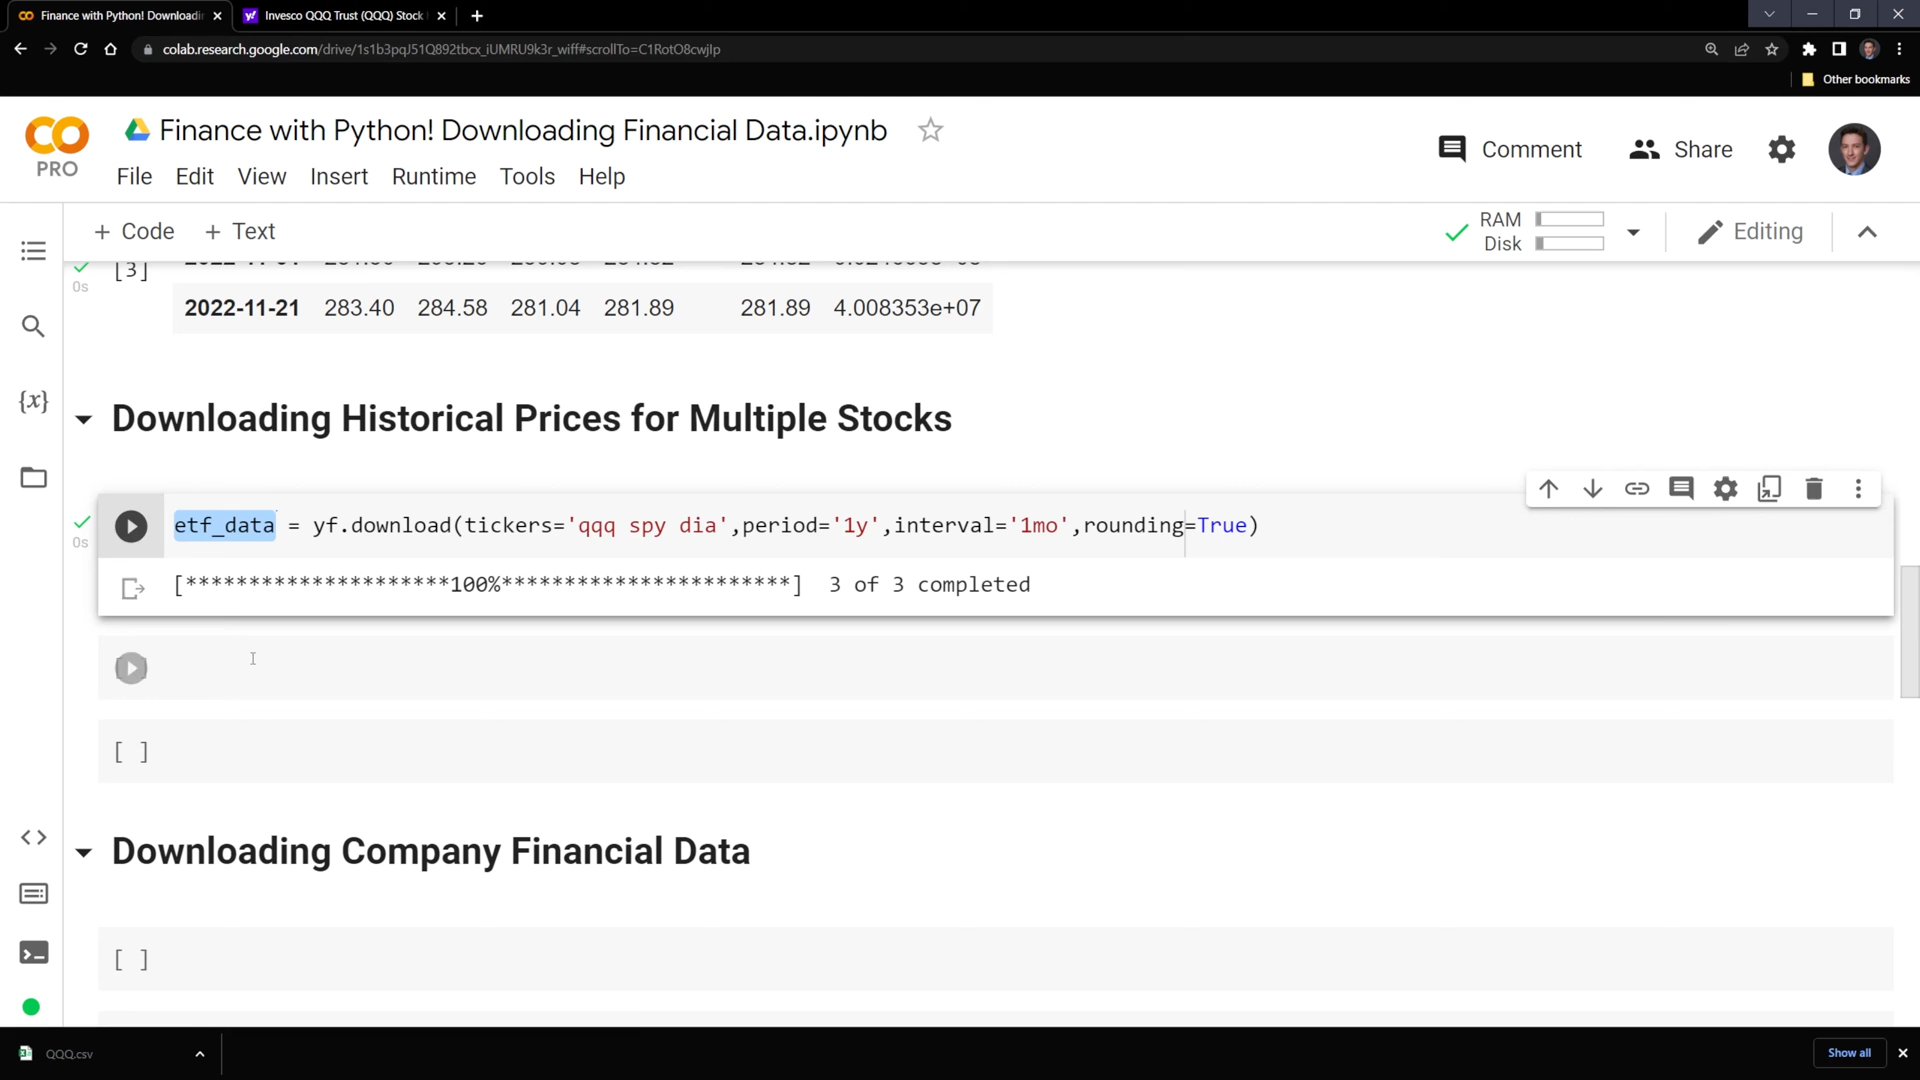 Finance with Python! Downloadin
Invesco QQQ Trust (QQQ) Stock
colab.research.google.com/drive/1s1b3pqJ51Q892tbcx_iUMRU9k3r_wiff#scrollTo=C1RotO8cwjIp
Other bookmarks
CO PRO
Finance with Python! Downloading Financial Data.ipynb
File Edit View Insert Runtime Tools Help
Comment Share
+ Code + Text
RAM
Disk
Editing
[3]
0s
2022-11-21 283.40 284.58 281.04 281.89 281.89 4.008353e+07
Downloading Historical Prices for Multiple Stocks
etf_data = yf.download(tickers='qqq spy dia',period='1y',interval='1mo',rounding=True)
0s
[*********************100%***********************] 3 of 3 completed
[ ]
Downloading Company Financial Data
[ ]
QQQ.csv
Show all